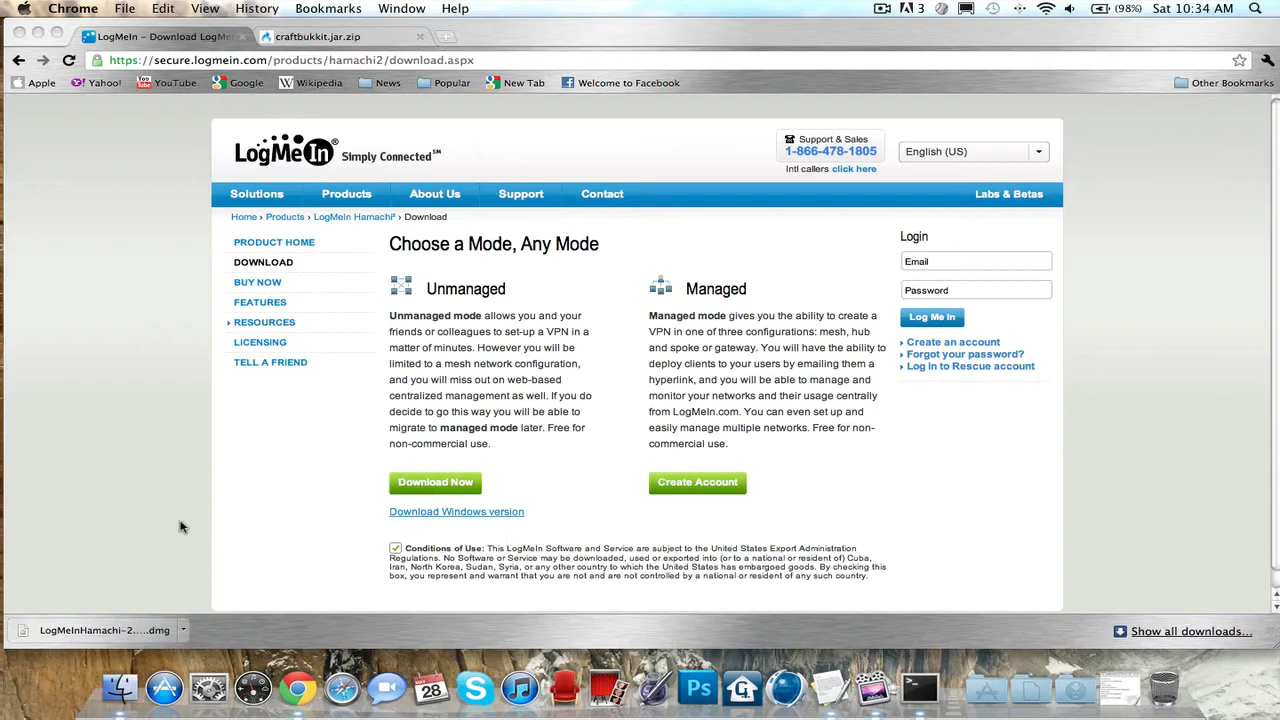 Chrome File Edit View History Bookmarks Window Help
3 (98%) Sat 10:34 AM
LogMeIn – Download LogM
craftbukkit.jar.zip
https://secure.logmein.com/products/hamachi2/download.aspx
Apple Yahoo! YouTube Google Wikipedia News Popular New Tab Welcome to Facebook Other Bookmarks
LogMeIn® Simply Connected℠
Support & Sales
1-866-478-1805
Intl callers click here
English (US)
Solutions Products About Us Support Contact Labs & Betas
Home › Products › LogMeIn Hamachi² › Download
PRODUCT HOME
DOWNLOAD
BUY NOW
FEATURES
RESOURCES
LICENSING
TELL A FRIEND
Choose a Mode, Any Mode
Unmanaged
Unmanaged mode allows you and your
friends or colleagues to set-up a VPN in a
matter of minutes. However you will be
limited to a mesh network configuration,
and you will miss out on web-based
centralized management as well. If you do
decide to go this way you will be able to
migrate to managed mode later. Free for
non-commercial use.
Download Now
Download Windows version
Managed
Managed mode gives you the ability to create a
VPN in one of three configurations: mesh, hub
and spoke or gateway. You will have the ability to
deploy clients to your users by emailing them a
hyperlink, and you will be able to manage and
monitor your networks and their usage centrally
from LogMeIn.com. You can even set up and
easily manage multiple networks. Free for non-
commercial use.
Create Account
Conditions of Use: This LogMeIn Software and Service are subject to the United States Export Administration
Regulations. No Software or Service may be downloaded, used or exported into (or to a national or resident of) Cuba,
Iran, North Korea, Sudan, Syria, or any other country to which the United States has embargoed goods. By checking this
box, you represent and warrant that you are not and are not controlled by a national or resident of any such country.
Login
Email
Password
Log Me In
Create an account
Forgot your password?
Log in to Rescue account
LogMeInHamachi-2.....dmg
Show all downloads...
MAY
28
Ps